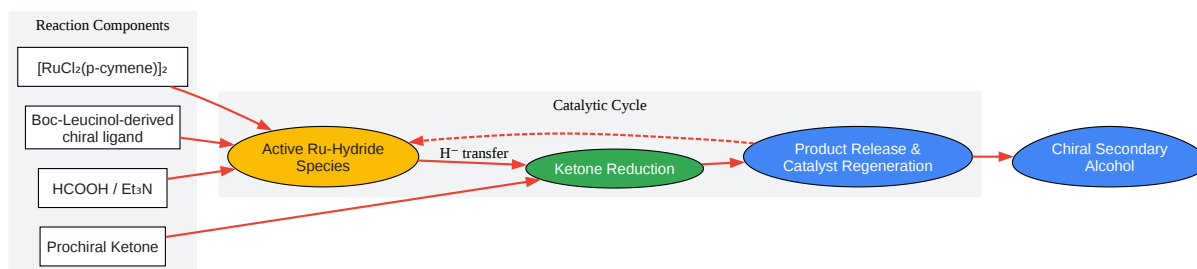 Reaction Components
[RuCl₂(p-cymene)]₂
Boc-Leucinol-derived
chiral ligand
HCOOH / Et₃N
Prochiral Ketone
Catalytic Cycle
Active Ru-Hydride
Species
H⁻ transfer
Ketone Reduction
Product Release &
Catalyst Regeneration
Chiral Secondary
Alcohol